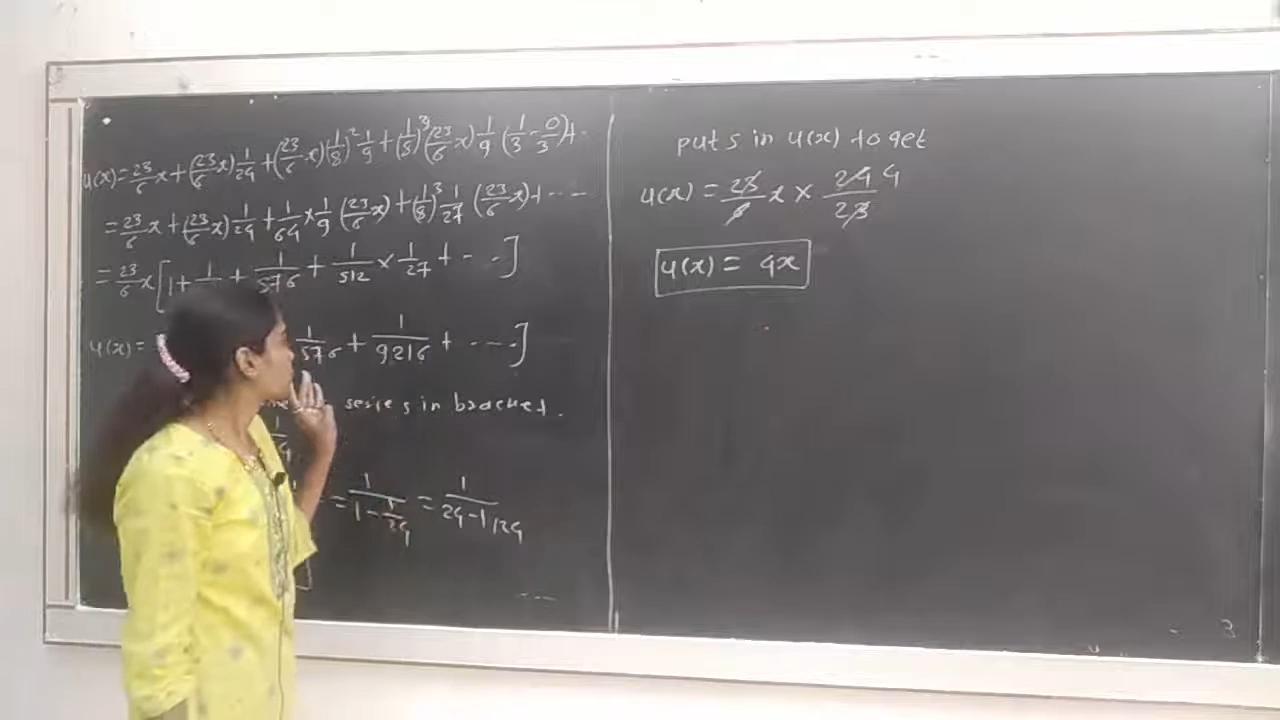 u(x) = 23/6 x + (23/6 x) 1/24 + (23/6 x)(1/8)^2 1/9 + (1/8)^3 (23/6 x) 1/9 (1/3 - 0/3) + ..
= 23/6 x + (23/6 x) 1/24 + 1/64 × 1/9 (23/6 x) + (1/8)^3 1/27 (23/6 x) + ...
= 23/6 x [1 + 1/ + 1/576 + 1/512 × 1/27 + ...]
u(x) = 1/576 + 1/9216 + ....]
series in bracket.
= 1/(1 - 1/24) = 1/(24-1/24)
put s in u(x) to get
u(x) = 23/6 x × 24/23 4
u(x) = 4x